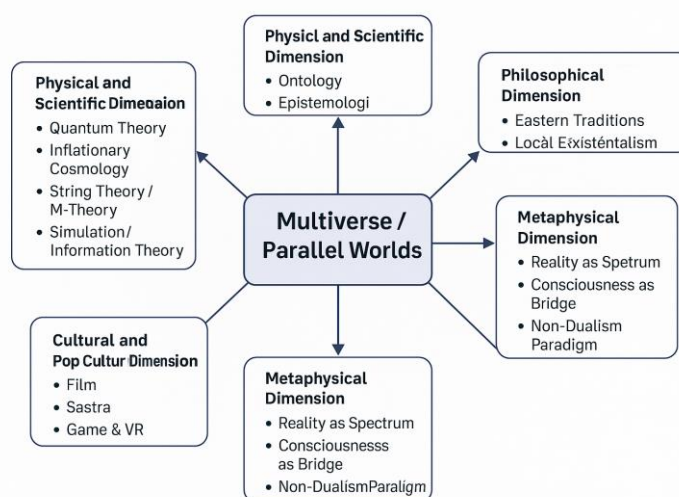 Physicl and Scientific
Dimension
• Ontology
• Epistemologi
Physical and
Scientific Dimeɑaion
• Quantum Theory
• Inflationary
Cosmology
• String Theory /
M-Theory
• Simulation/
Information Theory
Philosophical
Dimension
• Eastern Traditions
• Locàl Eẋisténtalism
Multiverse /
Parallel Worlds
Metaphysical
Dimension
• Reality as Spetrum
• Consciousness as
Bridge
• Non-Dualism
Paradigm
Cultural and
Pop Cultur Dimension
• Film
• Sastra
• Game & VR
Metaphysical
Dimension
• Reality as Spectrum
• Consciousnesss
as Bridge
• Non-DualismParaligm